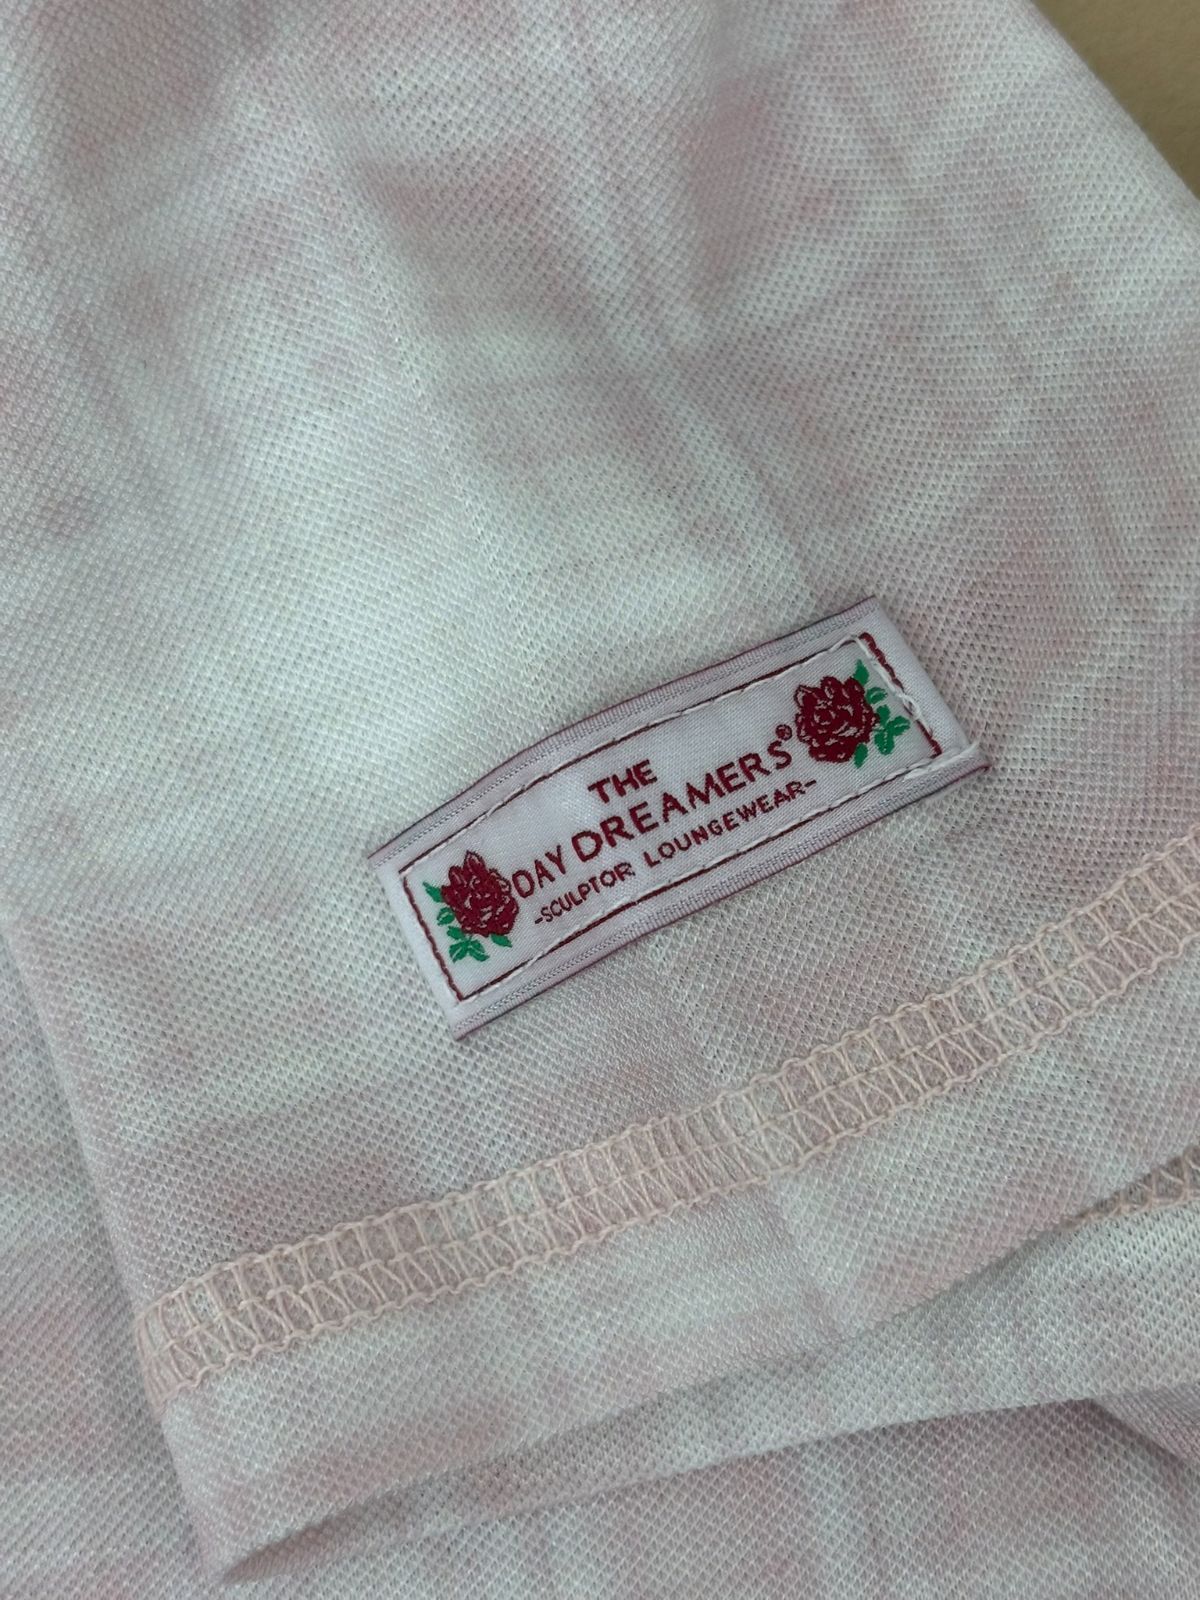 THE
DAY DREAMERS®
-SCULPTOR LOUNGEWEAR-